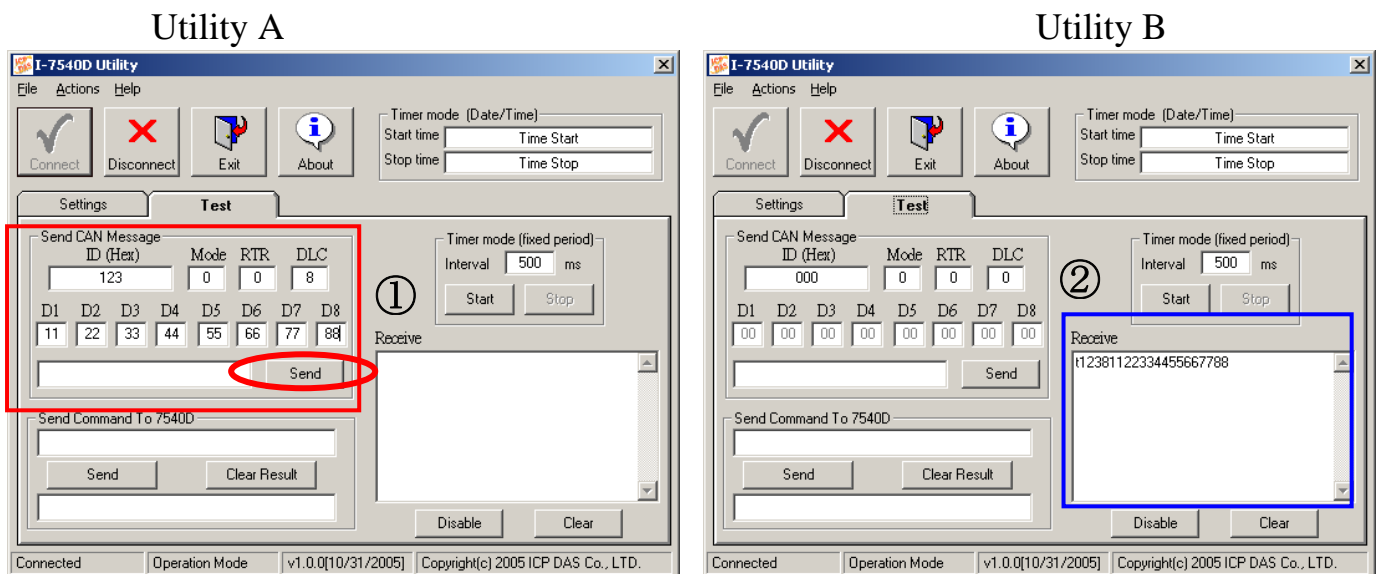 Utility A
I-7540D Utility
File Actions Help
Connect Disconnect Exit About
Timer mode (Date/Time)
Start time Time Start
Stop time Time Stop
Settings Test
Send CAN Message
ID (Hex) Mode RTR DLC
123 0 0 8
D1 D2 D3 D4 D5 D6 D7 D8
11 22 33 44 55 66 77 88
Send
①
Timer mode (fixed period)
Interval 500 ms
Start Stop
Receive
Send Command To 7540D
Send Clear Result
Disable Clear
Connected Operation Mode v1.0.0[10/31/2005] Copyright(c) 2005 ICP DAS Co., LTD.
Utility B
I-7540D Utility
File Actions Help
Connect Disconnect Exit About
Timer mode (Date/Time)
Start time Time Start
Stop time Time Stop
Settings Test
Send CAN Message
ID (Hex) Mode RTR DLC
000 0 0 0
D1 D2 D3 D4 D5 D6 D7 D8
00 00 00 00 00 00 00 00
Send
②
Timer mode (fixed period)
Interval 500 ms
Start Stop
Receive
t12381122334455667788
Send Command To 7540D
Send Clear Result
Disable Clear
Connected Operation Mode v1.0.0[10/31/2005] Copyright(c) 2005 ICP DAS Co., LTD.